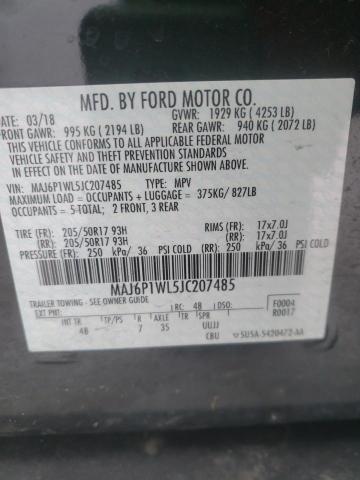 MFD. BY FORD MOTOR CO.
03/18 GVWR: 1929 KG ( 4253 LB)
FRONT GAWR: 995 KG ( 2194 LB) REAR GAWR: 940 KG ( 2072 LB)
THIS VEHICLE CONFORMS TO ALL APPLICABLE FEDERAL MOTOR
VEHICLE SAFETY AND THEFT PREVENTION STANDARDS IN EFFECT
ON THE DATE OF MANUFACTURE SHOWN ABOVE.
VIN: MAJ6P1WL5JC207485 TYPE: MPV
MAXIMUM LOAD = OCCUPANTS + LUGGAGE = 375KG/ 827LB
OCCUPANTS = 5-TOTAL; 2 FRONT, 3 REAR
TIRE (FR): 205/50R17 93H RIMS (FR): 17x7.0J
(RR): 205/50R17 93H (RR): 17x7.0J
PRESSURE (FR): 250 kPa/ 36 PSI COLD (RR): 250 kPa/ 36 PSI COLD
MAJ6P1WL5JC207485
TRAILER TOWING - SEE OWNER GUIDE
RC: 48 DSO: F0004
INT TR TP/PS R AXLE TR SPR R0017
4B 7 35 UUJJ
CBU 5USA-5420472-AA